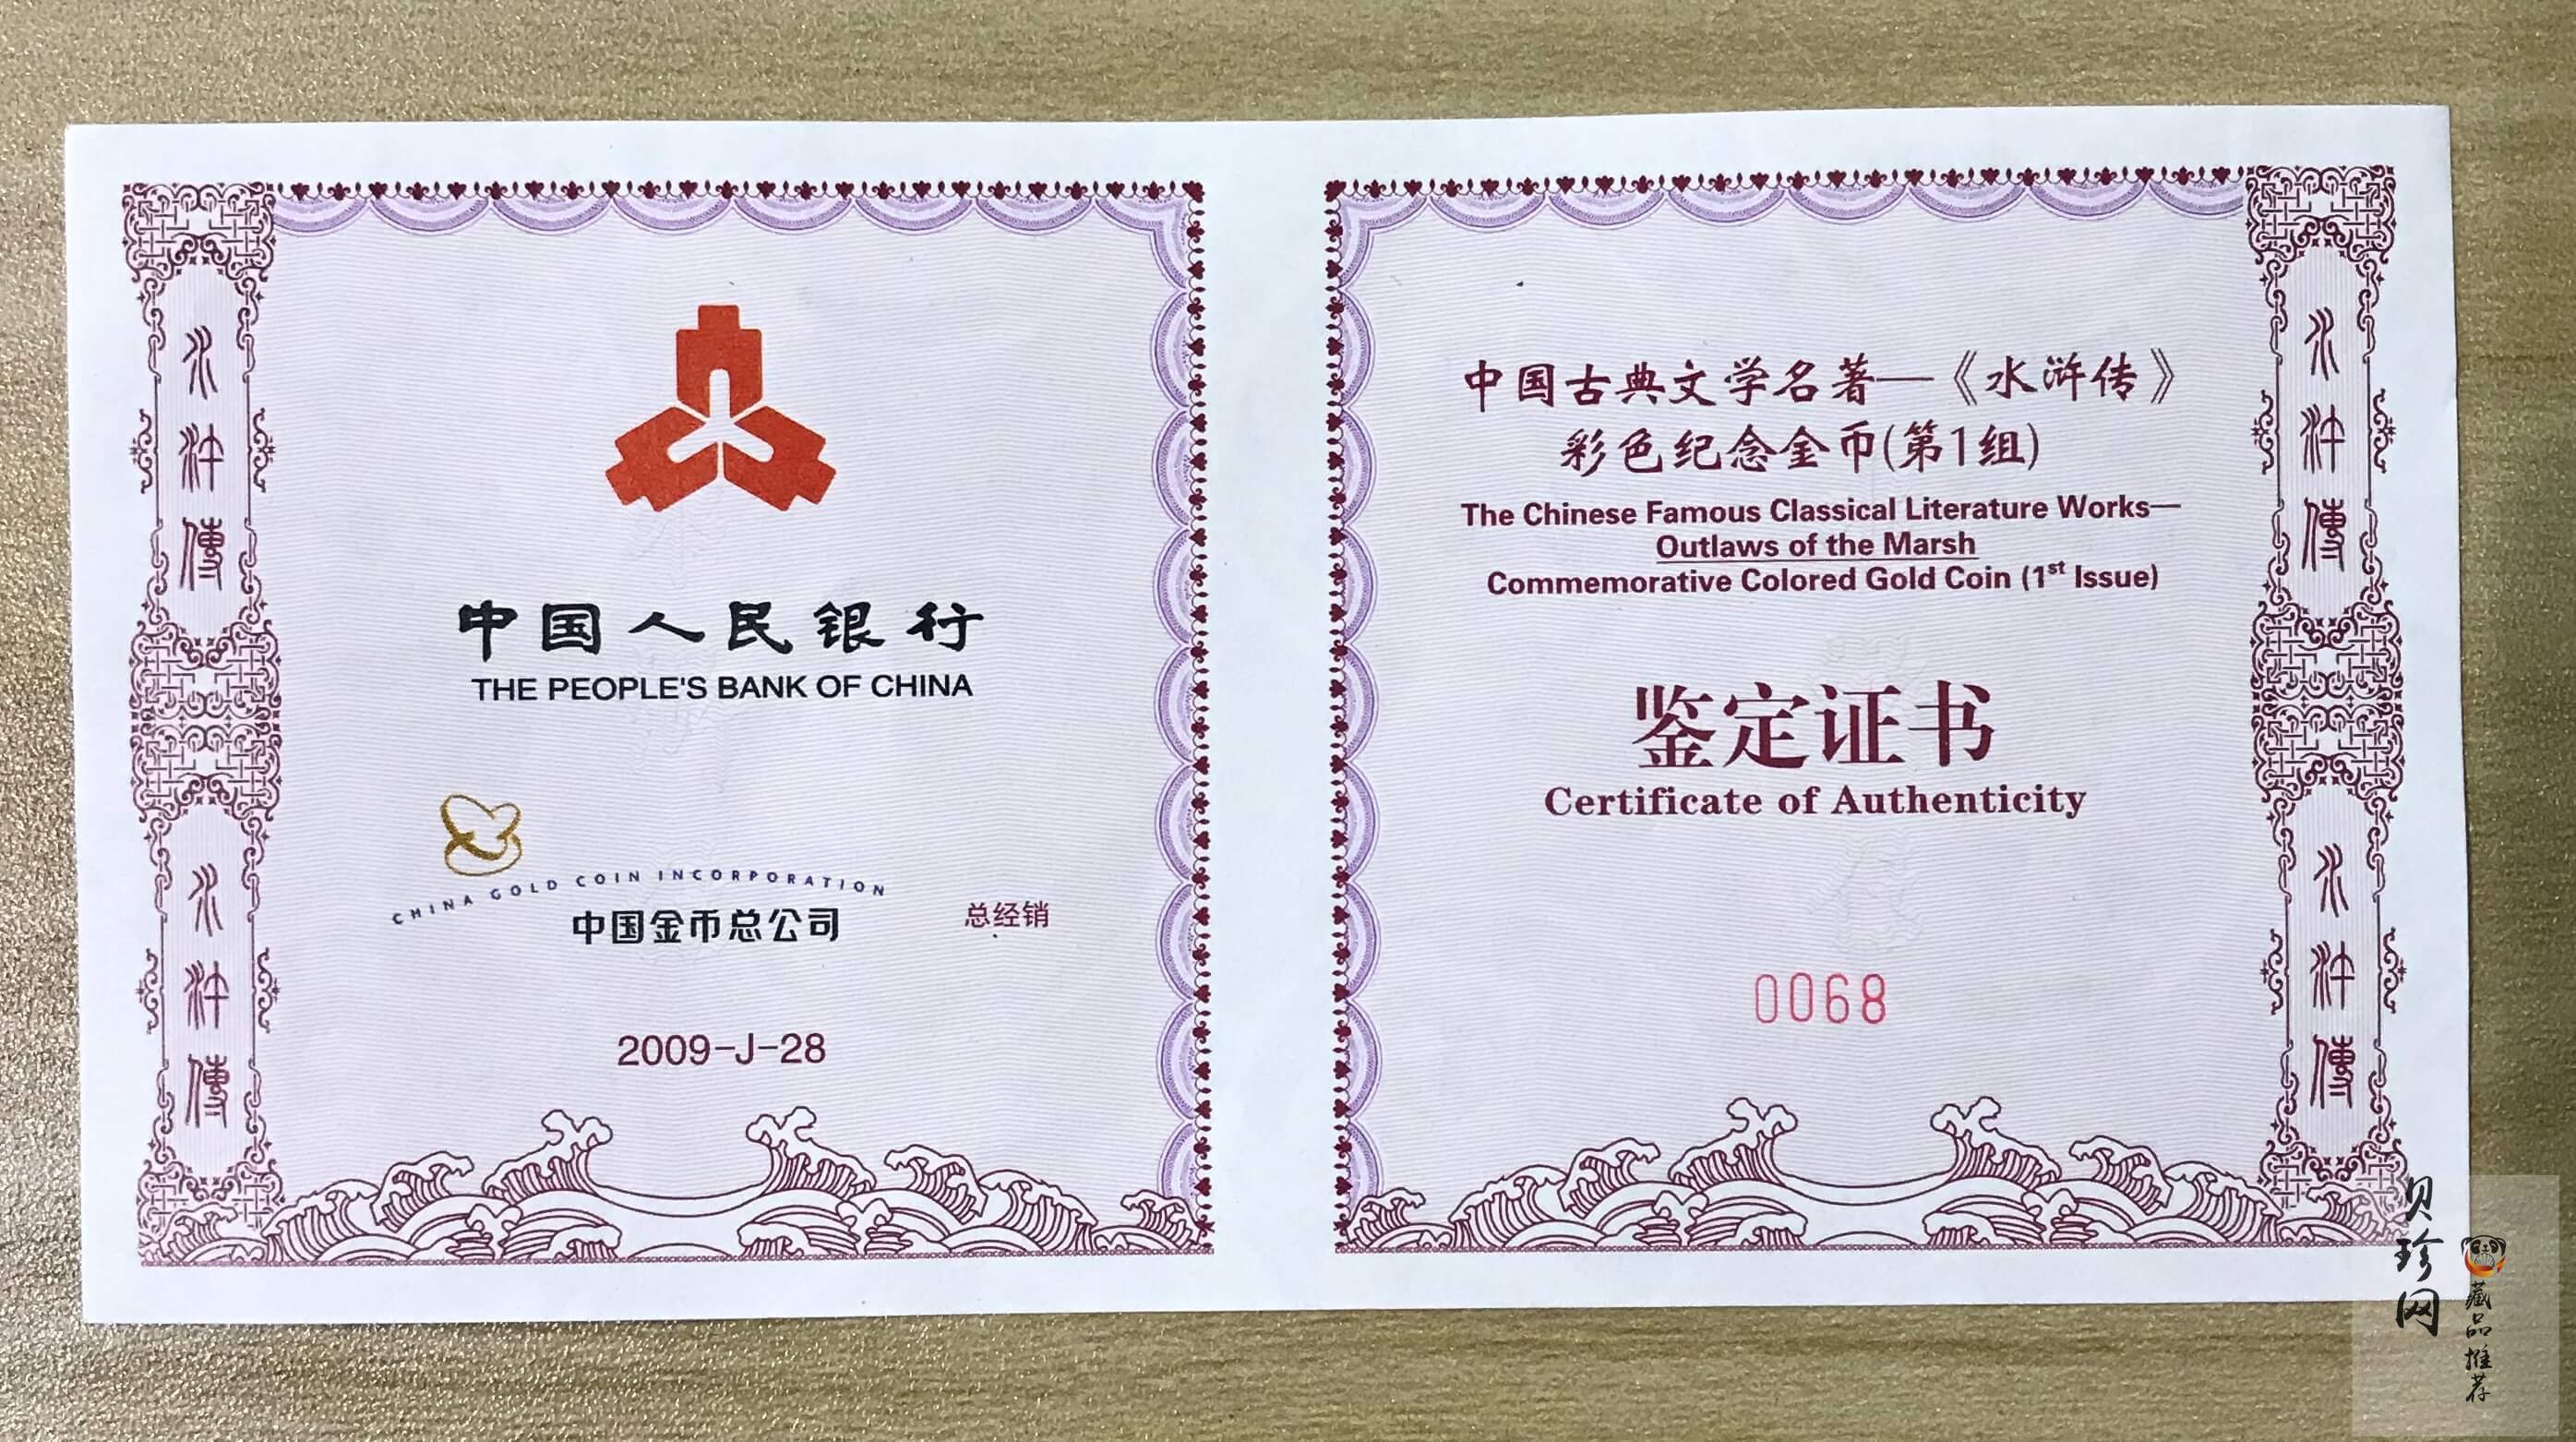 水滸傳
水滸傳
中国人民银行
THE PEOPLE'S BANK OF CHINA
CHINA GOLD COIN INCORPORATION
中国金币总公司
总经销
2009-J-28
中国古典文学名著—《水浒传》
彩色纪念金币(第1组)
The Chinese Famous Classical Literature Works—
Outlaws of the Marsh
Commemorative Colored Gold Coin (1st Issue)
鉴定证书
Certificate of Authenticity
0068
水滸傳
水滸傳
贝珍网
藏品推荐